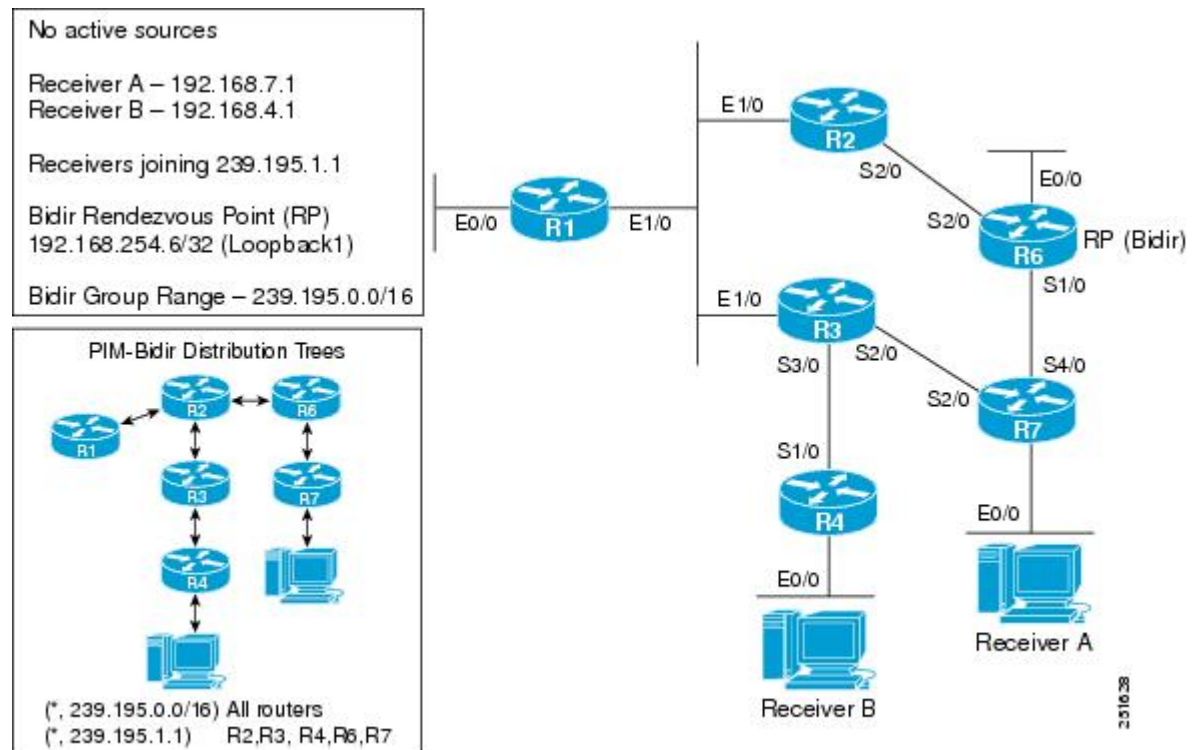 No active sources
Receiver A – 192.168.7.1
Receiver B – 192.168.4.1
Receivers joining 239.195.1.1
Bidir Rendezvous Point (RP)
192.168.254.6/32 (Loopback1)
Bidir Group Range – 239.195.0.0/16
PIM-Bidir Distribution Trees
R1
R2
R6
R3
R7
R4
(*, 239.195.0.0/16) All routers
(*, 239.195.1.1) R2,R3, R4,R6,R7
E0/0
R1
E1/0
E1/0
R2
S2/0
E0/0
S2/0
R6
RP (Bidir)
S1/0
E1/0
R3
S3/0
S2/0
S4/0
S2/0
R7
S1/0
R4
E0/0
E0/0
Receiver A
Receiver B
251638